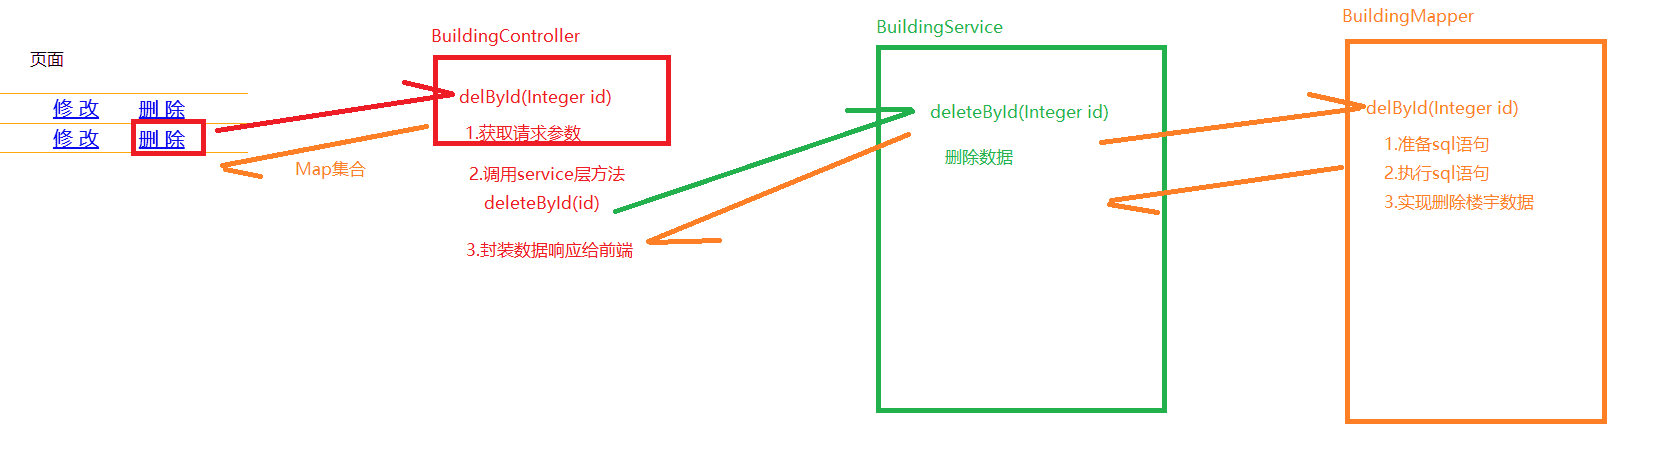 页面
修 改 删 除
修 改 删 除
Map集合
BuildingController
delById(Integer id)
1.获取请求参数
2.调用service层方法
deleteById(id)
3.封装数据响应给前端
BuildingService
deleteById(Integer id)
删除数据
BuildingMapper
delById(Integer id)
1.准备sql语句
2.执行sql语句
3.实现删除楼宇数据